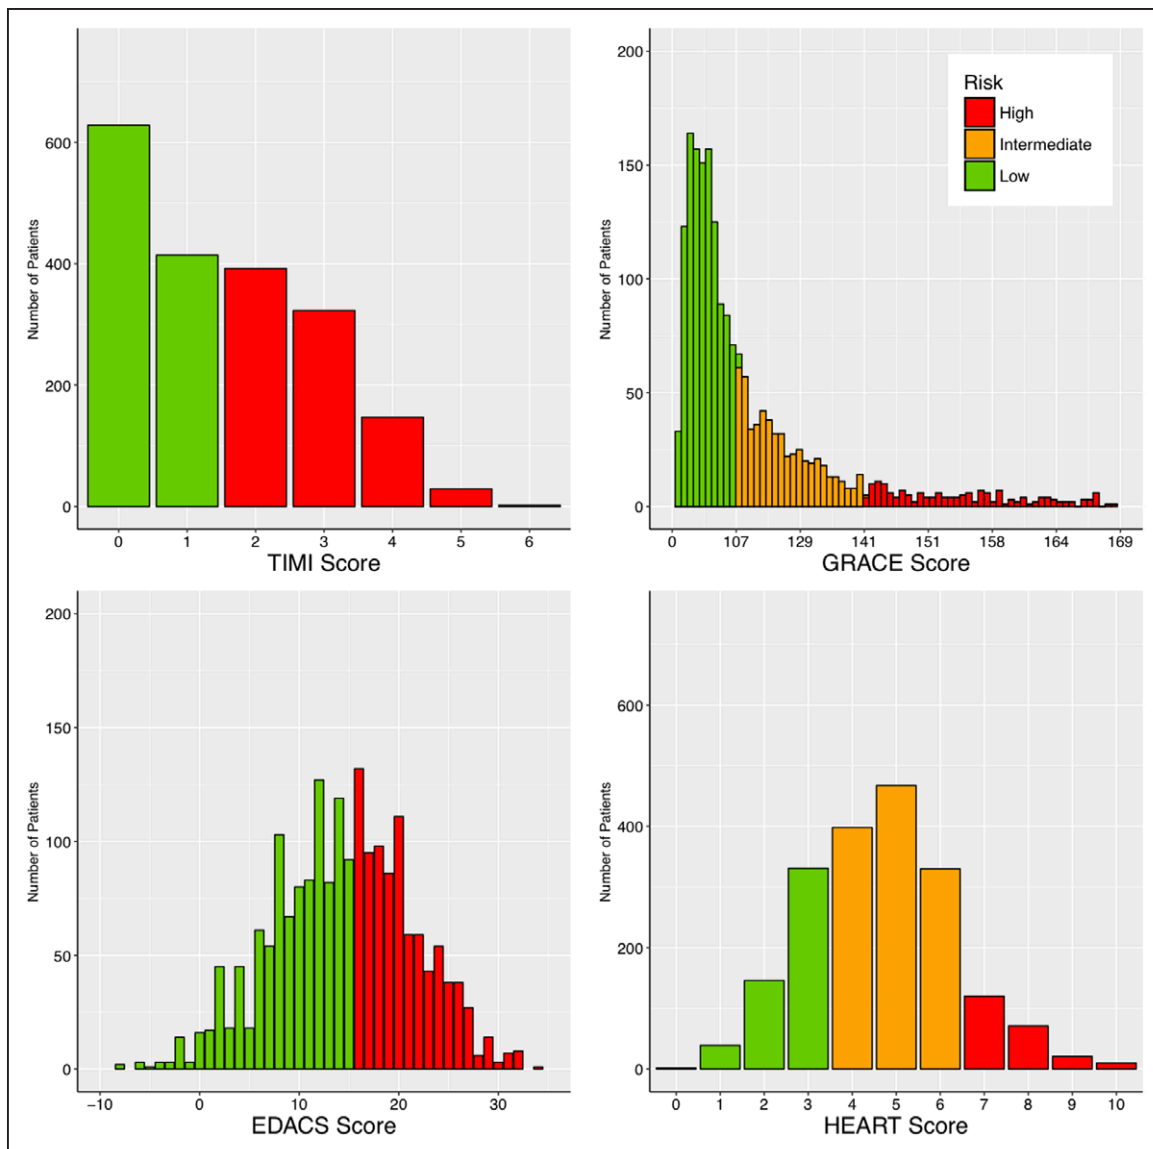 600
400
200
0
Number of Patients
0 1 2 3 4 5 6
TIMI Score
200
150
100
50
0
Number of Patients
Risk
High
Intermediate
Low
0 107 129 141 151 158 164 169
GRACE Score
200
150
100
50
0
Number of Patients
−10 0 10 20 30
EDACS Score
600
400
200
0
Number of Patients
0 1 2 3 4 5 6 7 8 9 10
HEART Score